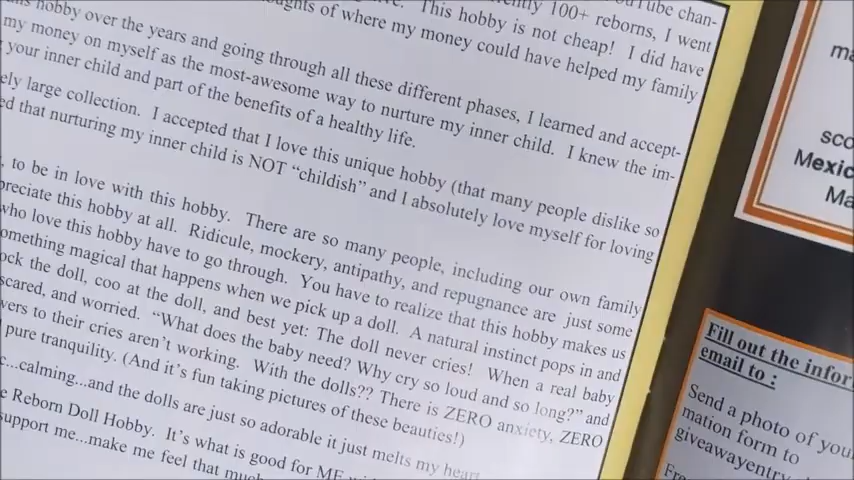 YouTube chan-
100+ reborns, I went
This hobby is not cheap! I did have
thoughts of where my money could have helped my family
this hobby over the years and going through all these different phases, I learned and accept-
my money on myself as the most-awesome way to nurture my inner child. I knew the im-
your inner child and part of the benefits of a healthy life.
ely large collection. I accepted that I love this unique hobby (that many people dislike so
ed that nurturing my inner child is NOT "childish" and I absolutely love myself for loving
, to be in love with this hobby. There are so many people, including our own family
preciate this hobby at all. Ridicule, mockery, antipathy, and repugnance are just some
who love this hobby have to go through. You have to realize that this hobby makes us
omething magical that happens when we pick up a doll. A natural instinct pops in and
ock the doll, coo at the doll, and best yet: The doll never cries! When a real baby
scared, and worried. "What does the baby need? Why cry so loud and so long?" and
wers to their cries aren't working. With the dolls?? There is ZERO anxiety, ZERO
pure tranquility. (And it's fun taking pictures of these beauties!)
c...calming...and the dolls are just so adorable it just melts my heart
e Reborn Doll Hobby. It's what is good for ME
support me...make me feel that much
ma
sco
Mexic
Ma
Fill out the infor
email to :
Send a photo of you
mation form to
giveawayentry